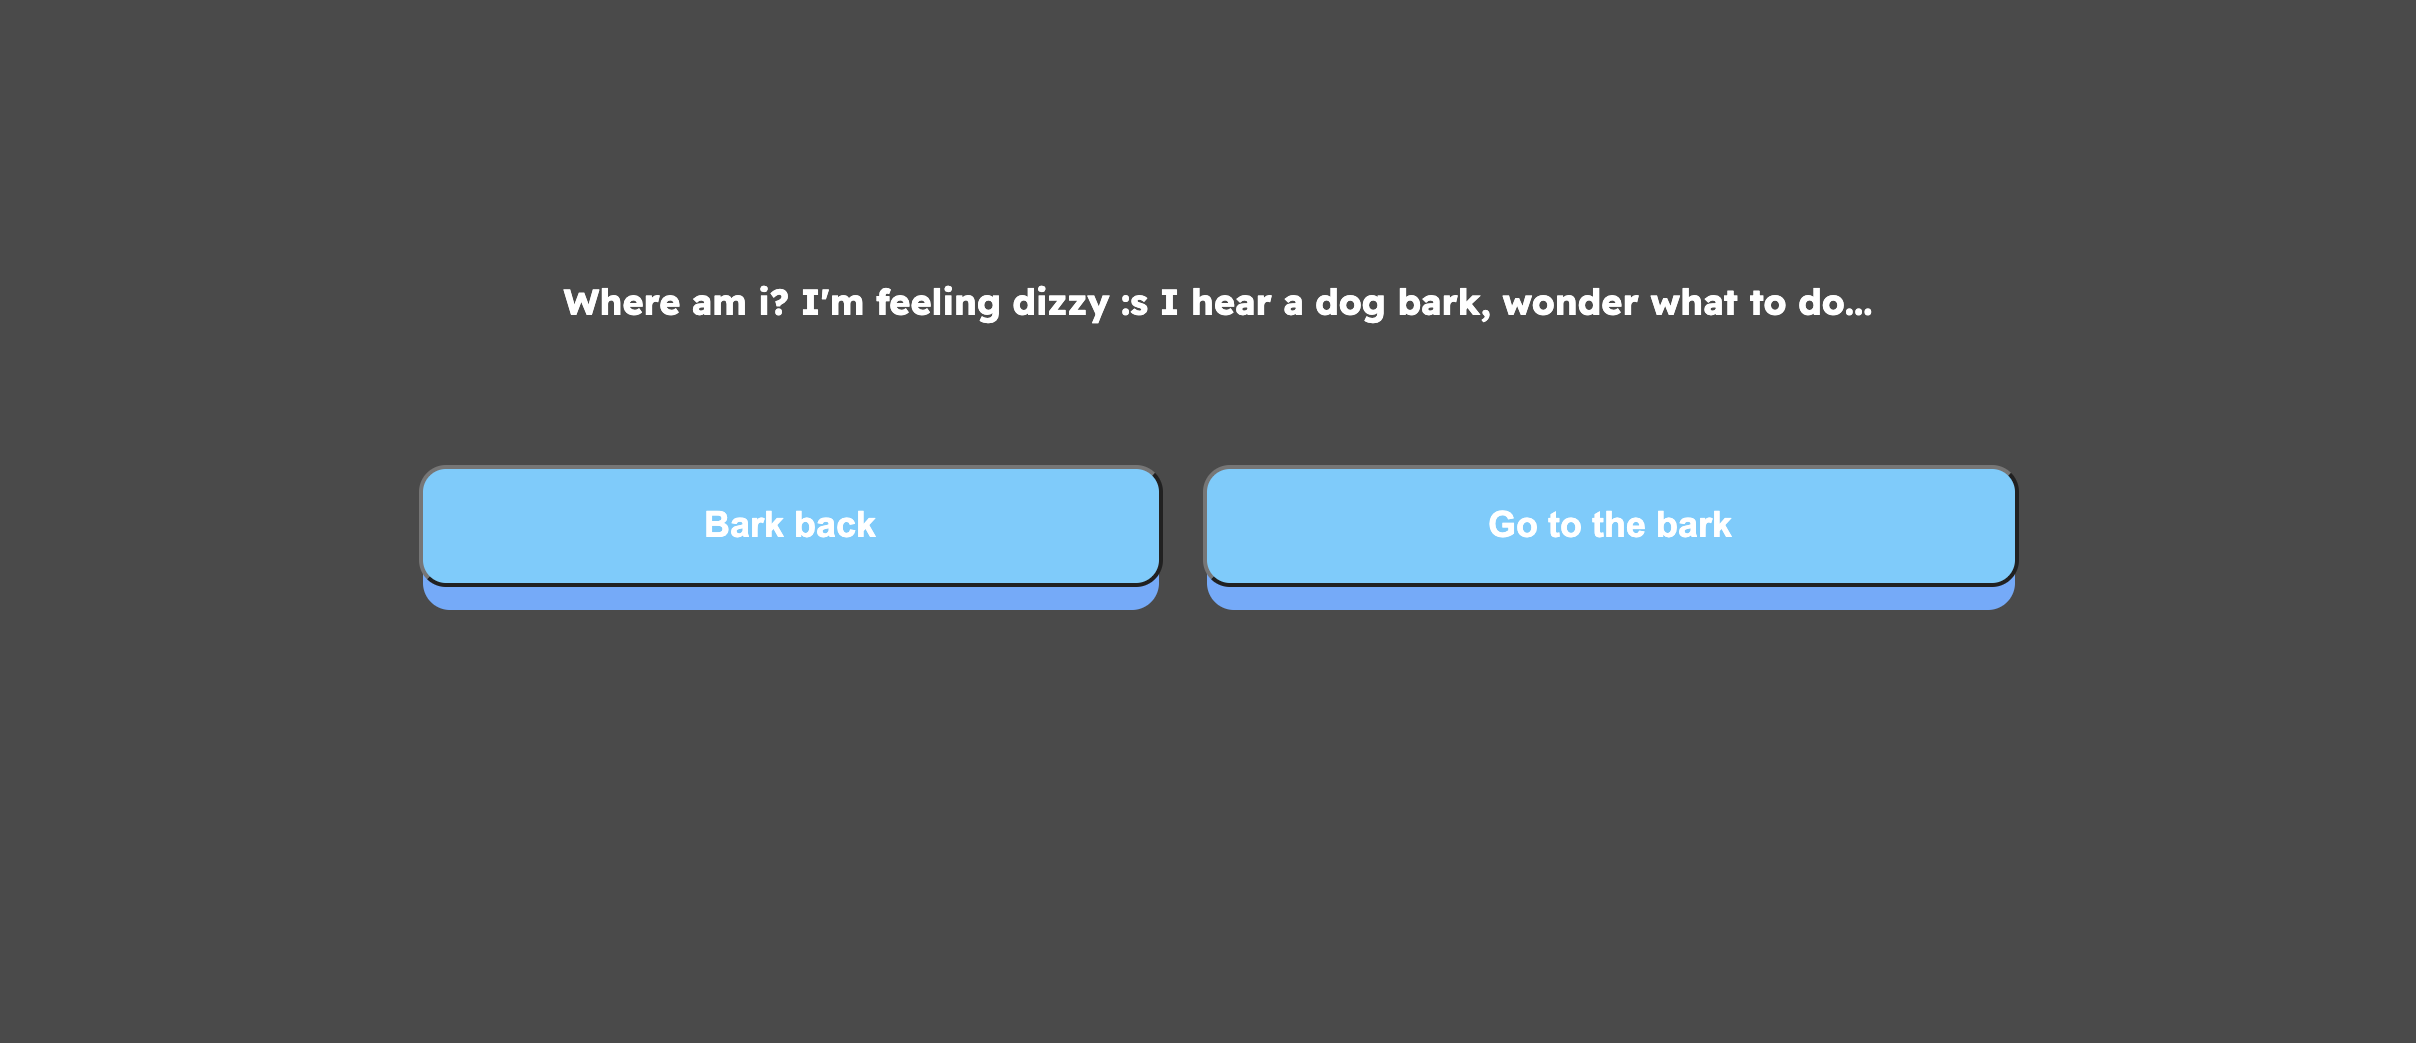 Where am i? I'm feeling dizzy :s I hear a dog bark, wonder what to do...
Bark back
Go to the bark